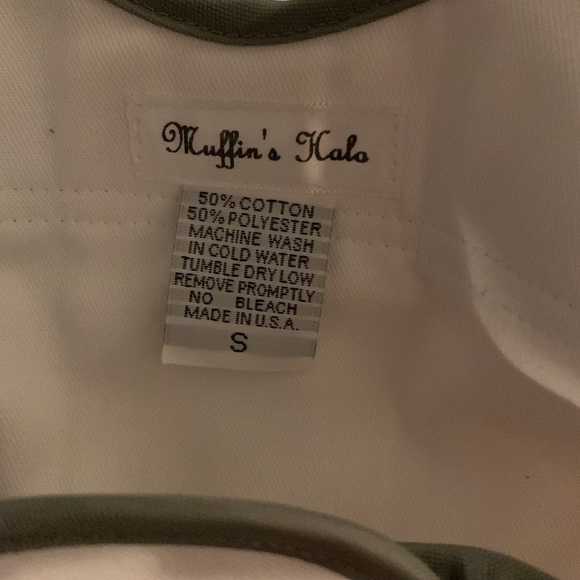 Muffin's Halo
50% COTTON
50% POLYESTER
MACHINE WASH
IN COLD WATER
TUMBLE DRY LOW
REMOVE PROMPTLY
NO BLEACH
MADE IN U.S.A.
S